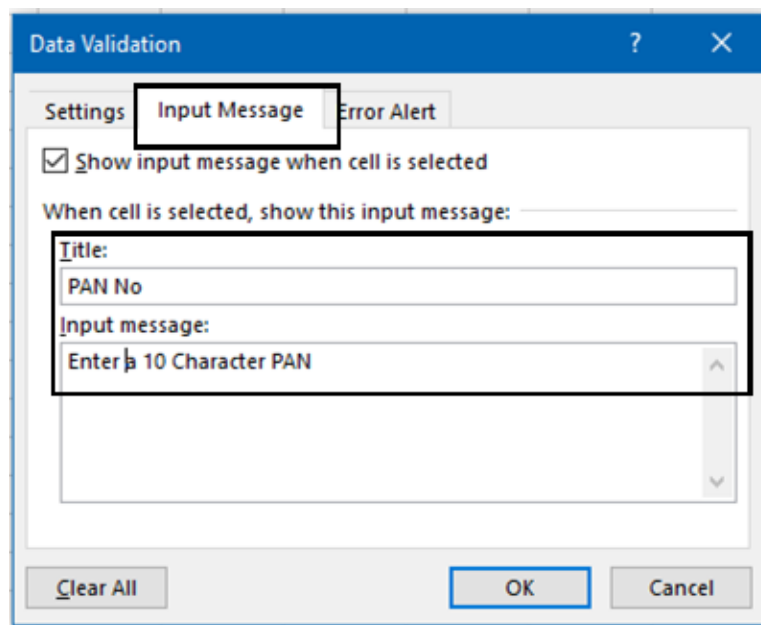 Data Validation ? ×
Settings Input Message Error Alert
Show input message when cell is selected
When cell is selected, show this input message:
Title:
PAN No
Input message:
Enter a 10 Character PAN
Clear All OK Cancel